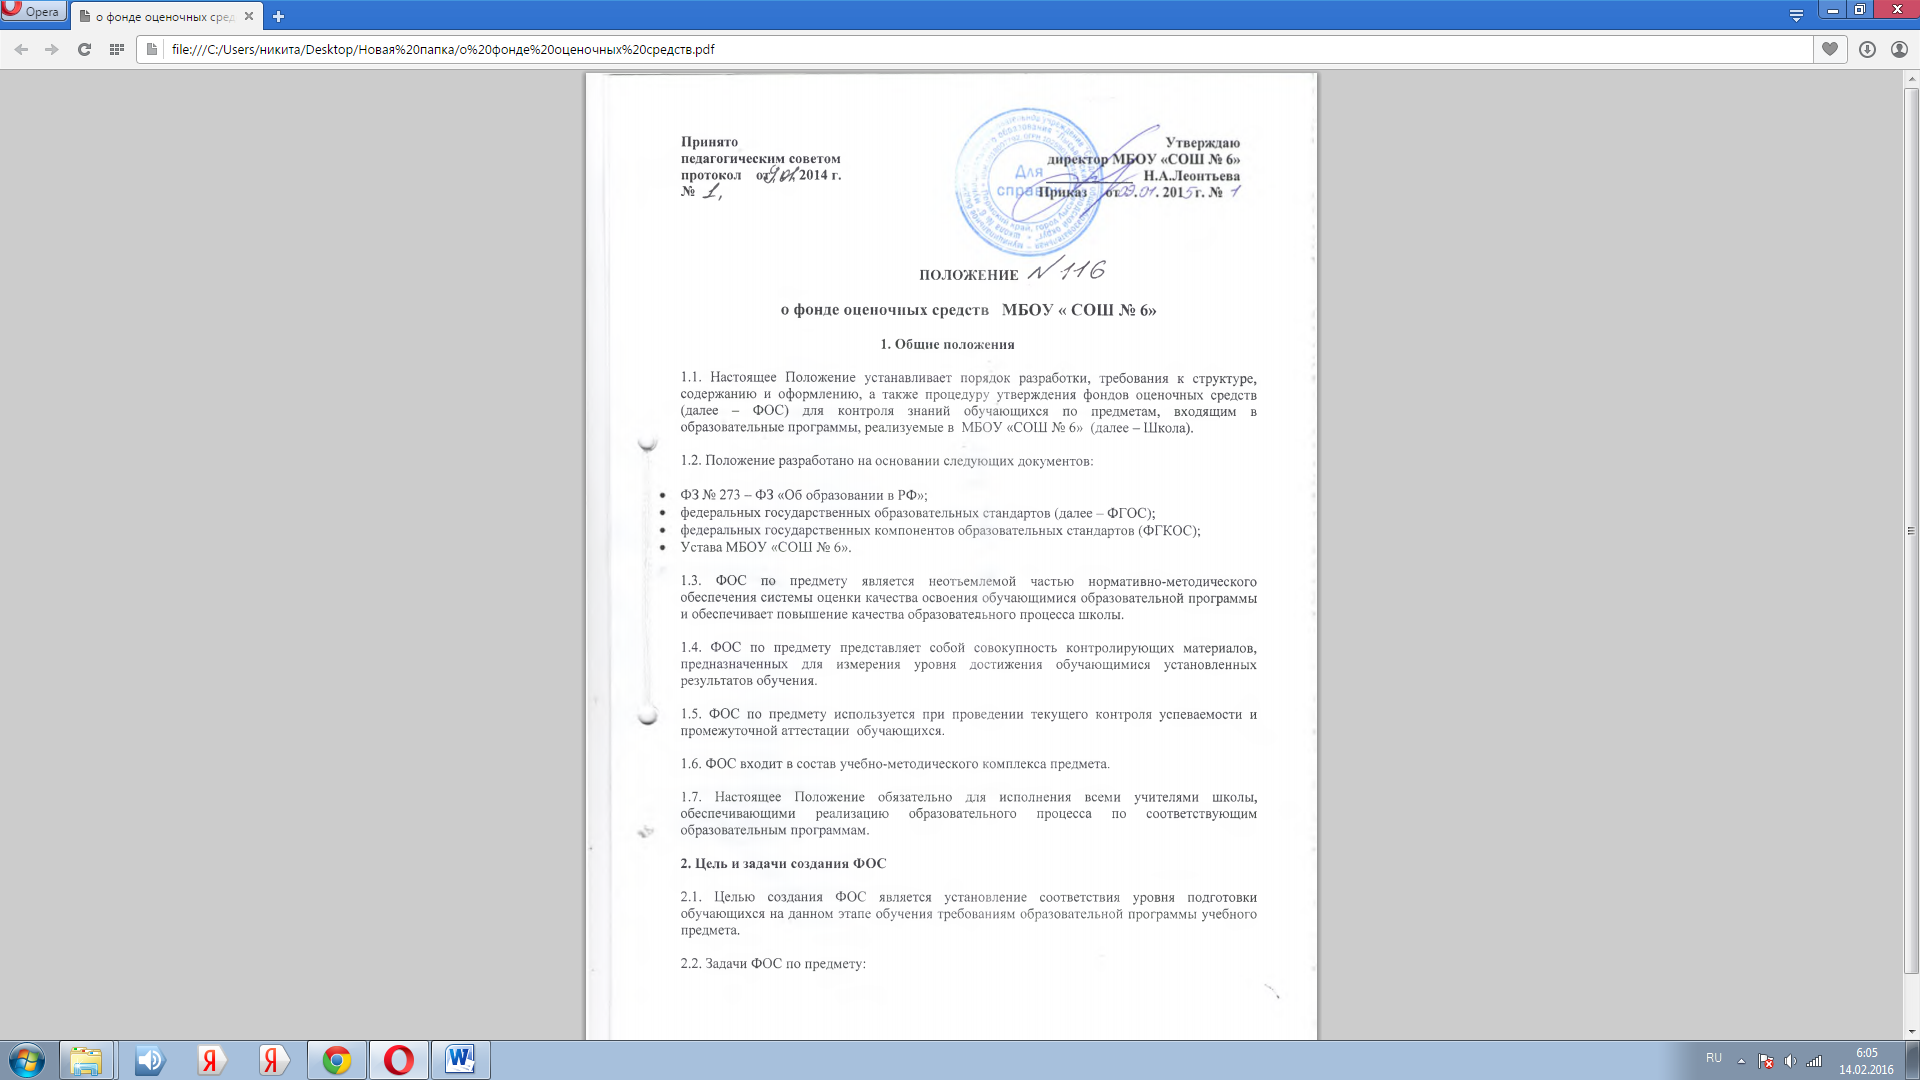 Opera
о фонде оценочных сред
file:///C:/Users/никита/Desktop/Новая%20папка/о%20фонде%20оценочных%20средств.pdf
Принято
педагогическим советом
протокол от 9.01. 2014 г.
№ 1,
Утверждаю
директор МБОУ «СОШ № 6»
Н.А.Леонтьева
Приказ от 09.01. 2015 г. № 1
Для
справок
ПОЛОЖЕНИЕ N 116
о фонде оценочных средств МБОУ « СОШ № 6»
1. Общие положения
1.1. Настоящее Положение устанавливает порядок разработки, требования к структуре,
содержанию и оформлению, а также процедуру утверждения фондов оценочных средств
(далее – ФОС) для контроля знаний обучающихся по предметам, входящим в
образовательные программы, реализуемые в МБОУ «СОШ № 6» (далее – Школа).
1.2. Положение разработано на основании следующих документов:
• ФЗ № 273 – ФЗ «Об образовании в РФ»;
• федеральных государственных образовательных стандартов (далее – ФГОС);
• федеральных государственных компонентов образовательных стандартов (ФГКОС);
• Устава МБОУ «СОШ № 6».
1.3. ФОС по предмету является неотъемлемой частью нормативно-методического
обеспечения системы оценки качества освоения обучающимися образовательной программы
и обеспечивает повышение качества образовательного процесса школы.
1.4. ФОС по предмету представляет собой совокупность контролирующих материалов,
предназначенных для измерения уровня достижения обучающимися установленных
результатов обучения.
1.5. ФОС по предмету используется при проведении текущего контроля успеваемости и
промежуточной аттестации обучающихся.
1.6. ФОС входит в состав учебно-методического комплекса предмета.
1.7. Настоящее Положение обязательно для исполнения всеми учителями школы,
обеспечивающими реализацию образовательного процесса по соответствующим
образовательным программам.
2. Цель и задачи создания ФОС
2.1. Целью создания ФОС является установление соответствия уровня подготовки
обучающихся на данном этапе обучения требованиям образовательной программы учебного
предмета.
2.2. Задачи ФОС по предмету:
RU
6:05
14.02.2016